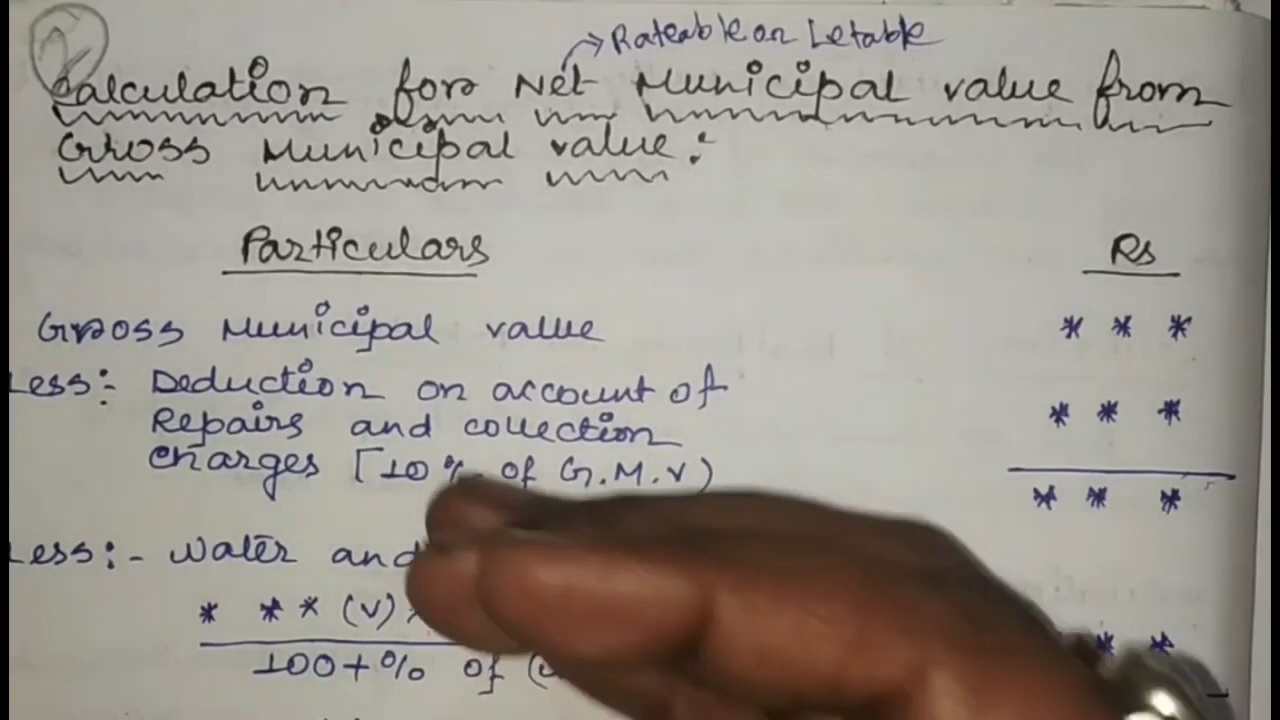 2
Rateable or Letable
Calculation for Net Municipal value from
Gross Municipal value :-
Particulars Rs
Gross Municipal value * * *
Less:- Deduction on account of
Repairs and collection * * *
charges [10% of G.M.V)
* * *
Less:- Water and
* * * (v)
* *
100+% of (